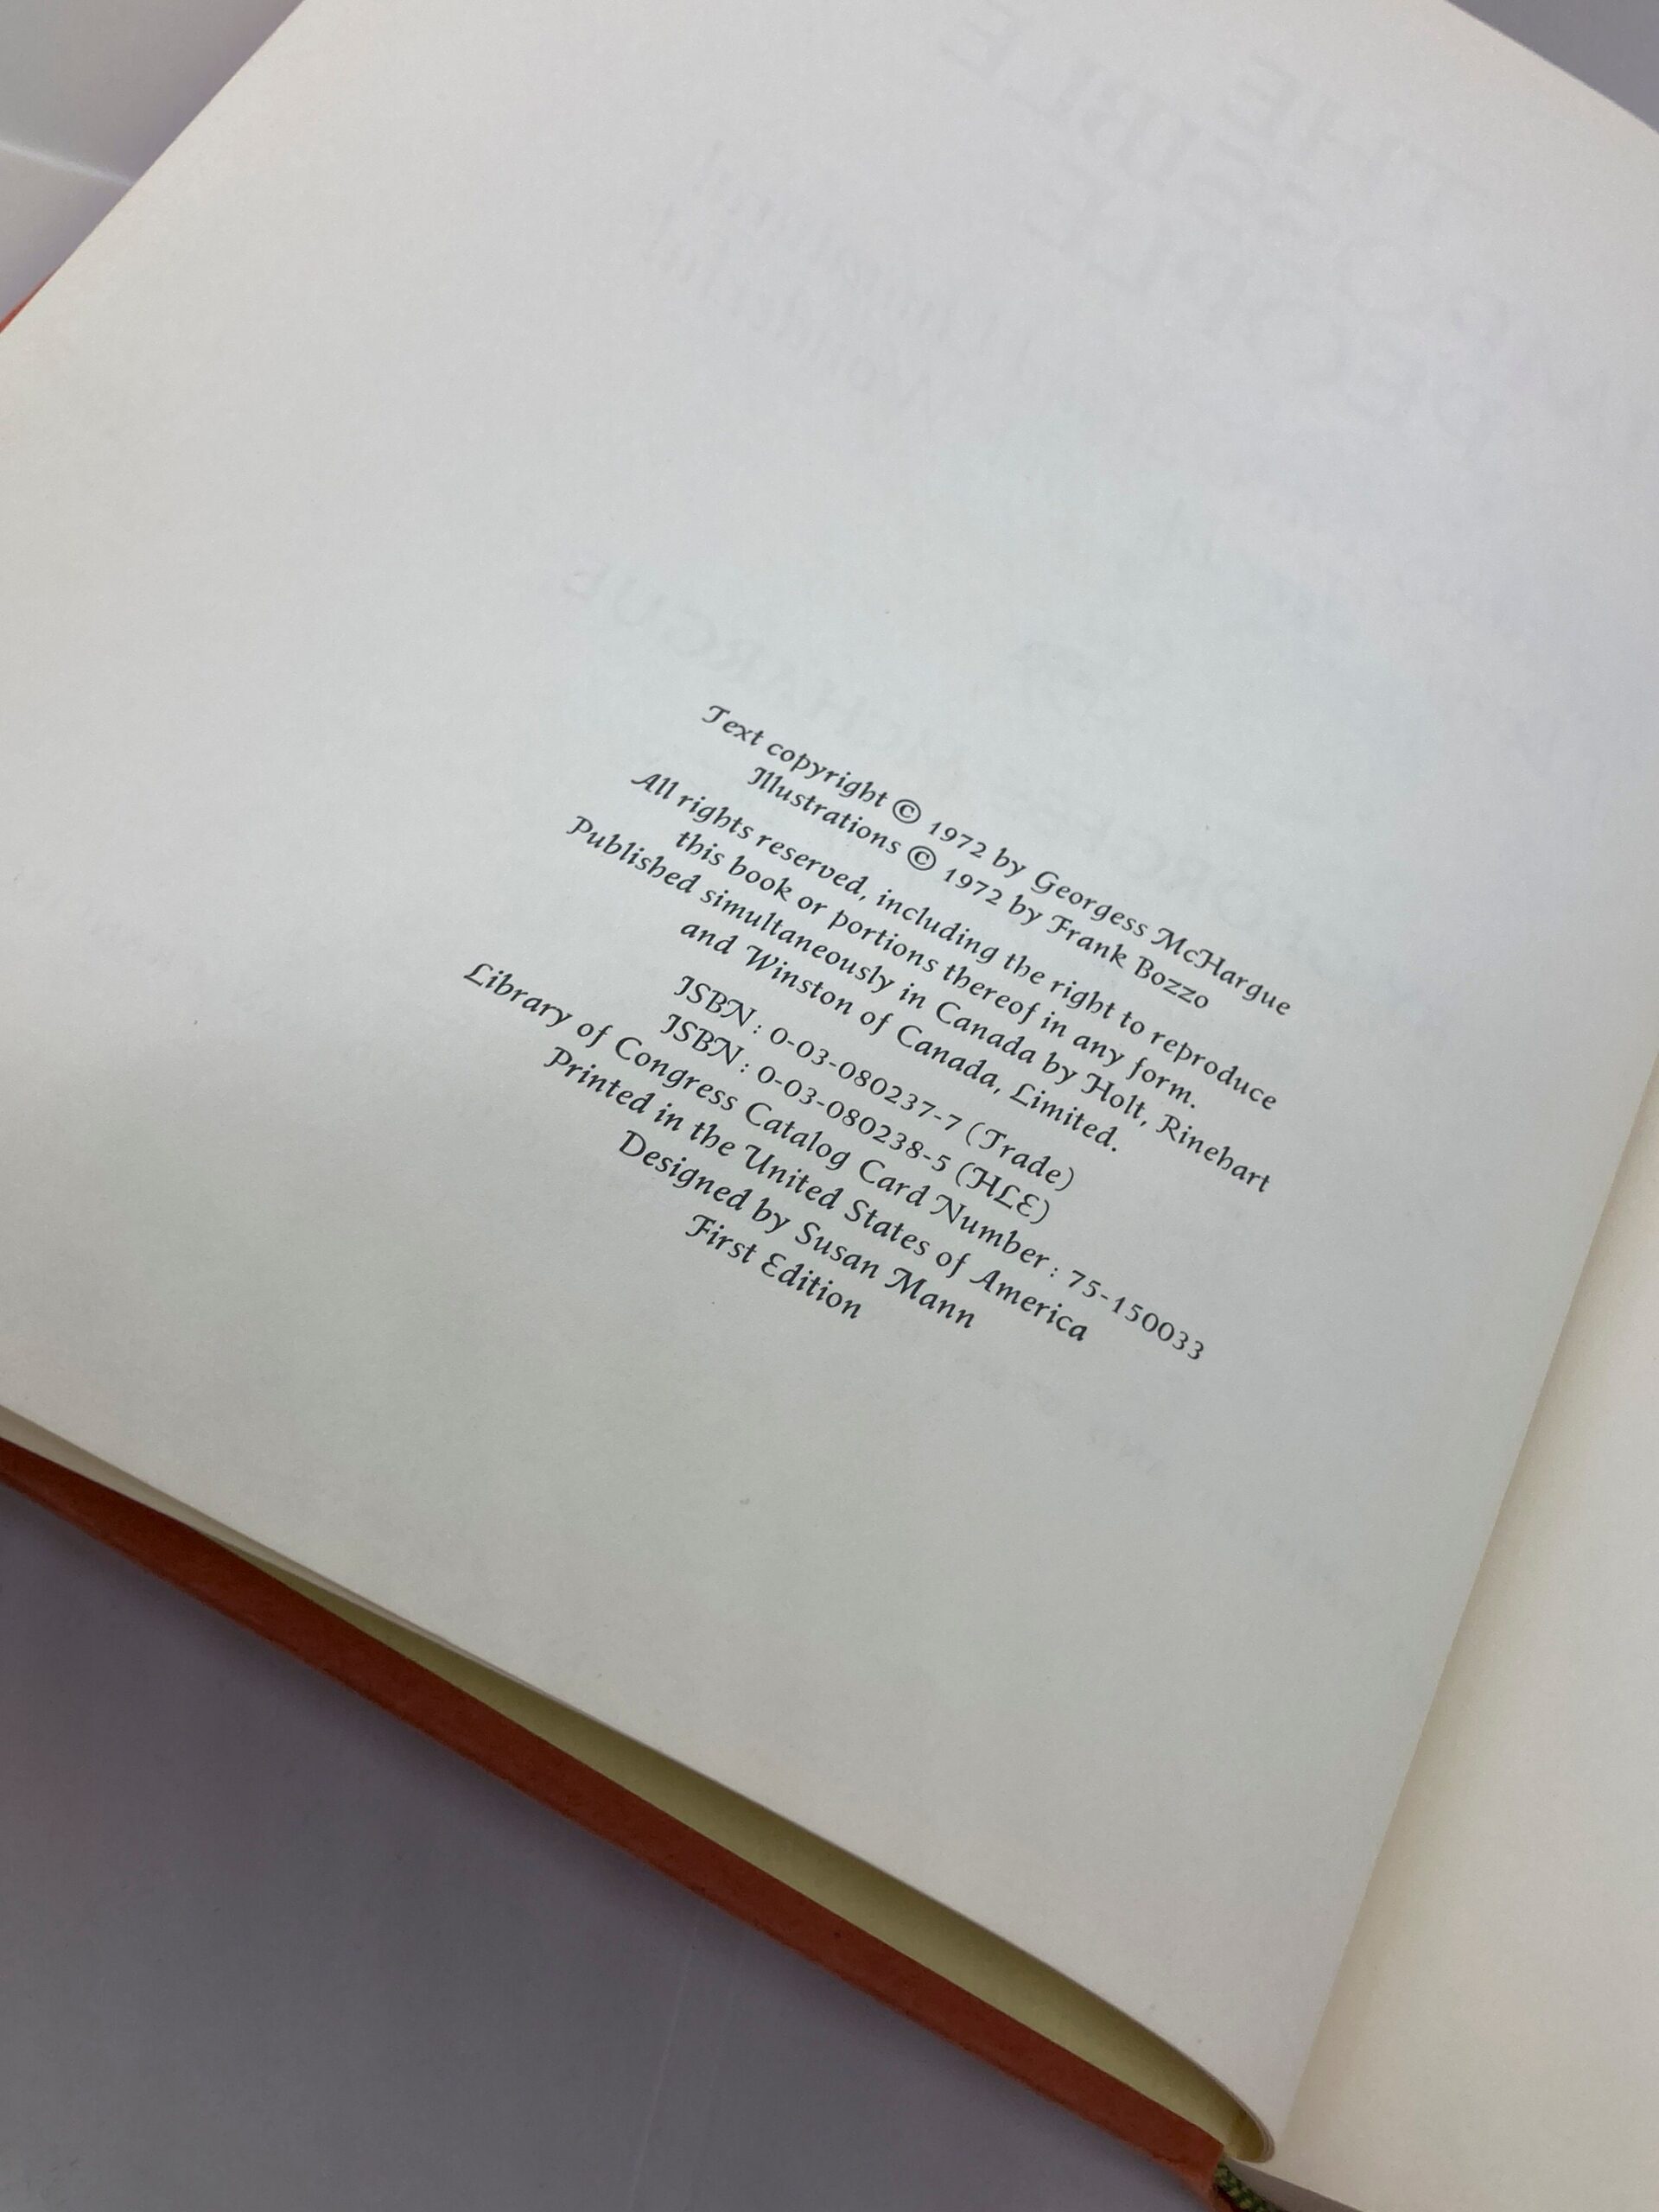 Text copyright © 1972 by Georgess McHargue
Illustrations © 1972 by Frank Bozzo
All rights reserved, including the right to reproduce
this book or portions thereof in any form.
Published simultaneously in Canada by Holt, Rinehart
and Winston of Canada, Limited.
ISBN: 0-03-080237-7 (Trade)
ISBN: 0-03-080238-5 (HLE)
Library of Congress Catalog Card Number: 75-150033
Printed in the United States of America
Designed by Susan Mann
First Edition